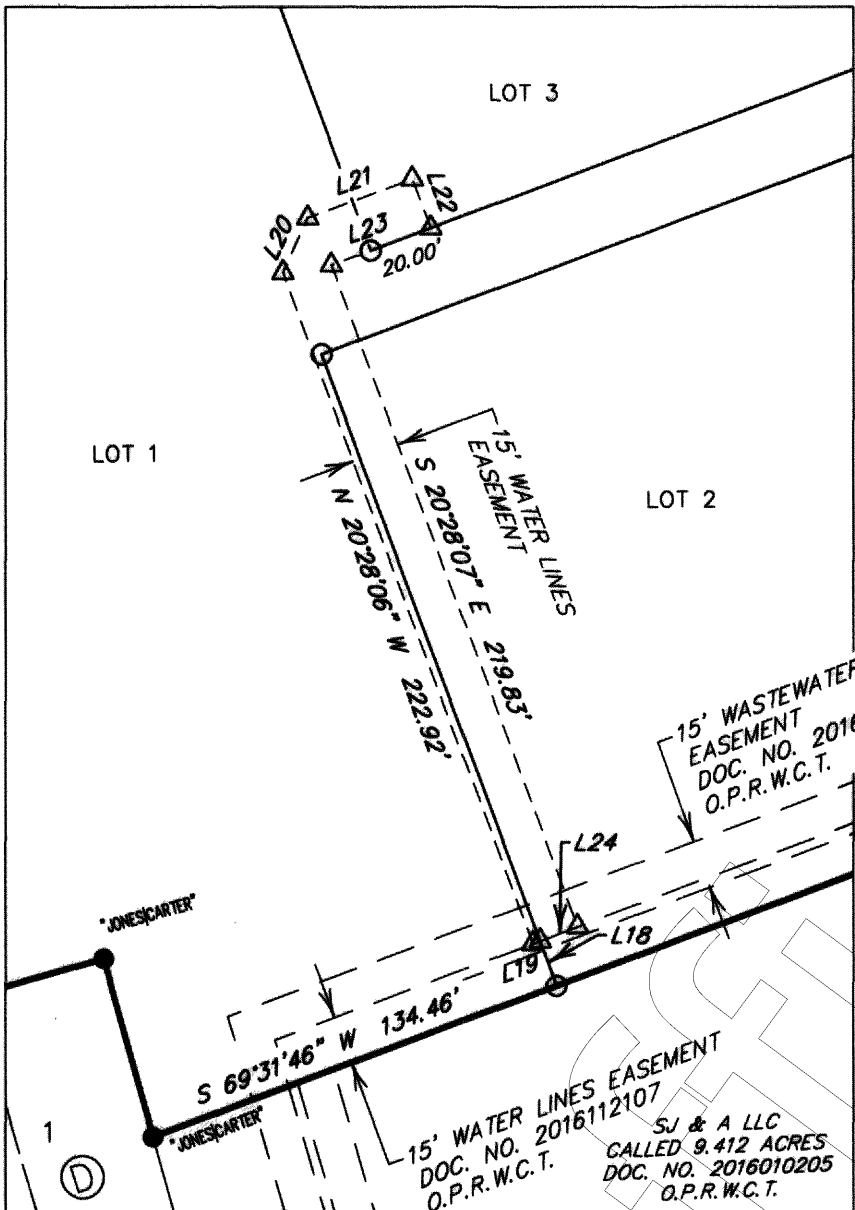 LOT 3
L21
L22
L20
L23
20.00'
LOT 1
15' WATER LINES
EASEMENT
LOT 2
S 20°28'07" E 219.83'
N 20°28'06" W 222.92'
15' WASTEWATER
EASEMENT
DOC. NO. 2016
O.P.R.W.C.T.
L24
"JONES|CARTER"
L18
L19
S 69°31'46" W 134.46'
"JONES|CARTER"
15' WATER LINES EASEMENT
DOC. NO. 2016112107
O.P.R.W.C.T.
1
D
SJ & A LLC
CALLED 9.412 ACRES
DOC. NO. 2016010205
O.P.R.W.C.T.